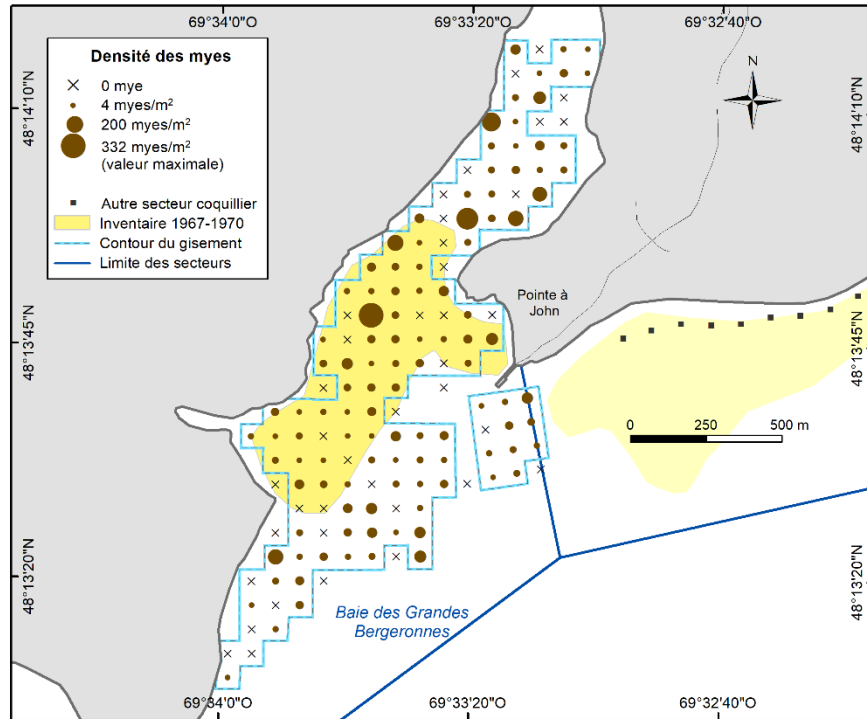 69°34'0"O
69°33'20"O
69°32'40"O
Densité des myes
0 mye
4 myes/m²
200 myes/m²
332 myes/m²
(valeur maximale)
Autre secteur coquillier
Inventaire 1967-1970
Contour du gisement
Limite des secteurs
N
48°14'10"N
48°14'10"N
Pointe à
John
48°13'45"N
48°13'45"N
0 250 500 m
48°13'20"N
48°13'20"N
Baie des Grandes
Bergeronnes
69°34'0"O
69°33'20"O
69°32'40"O